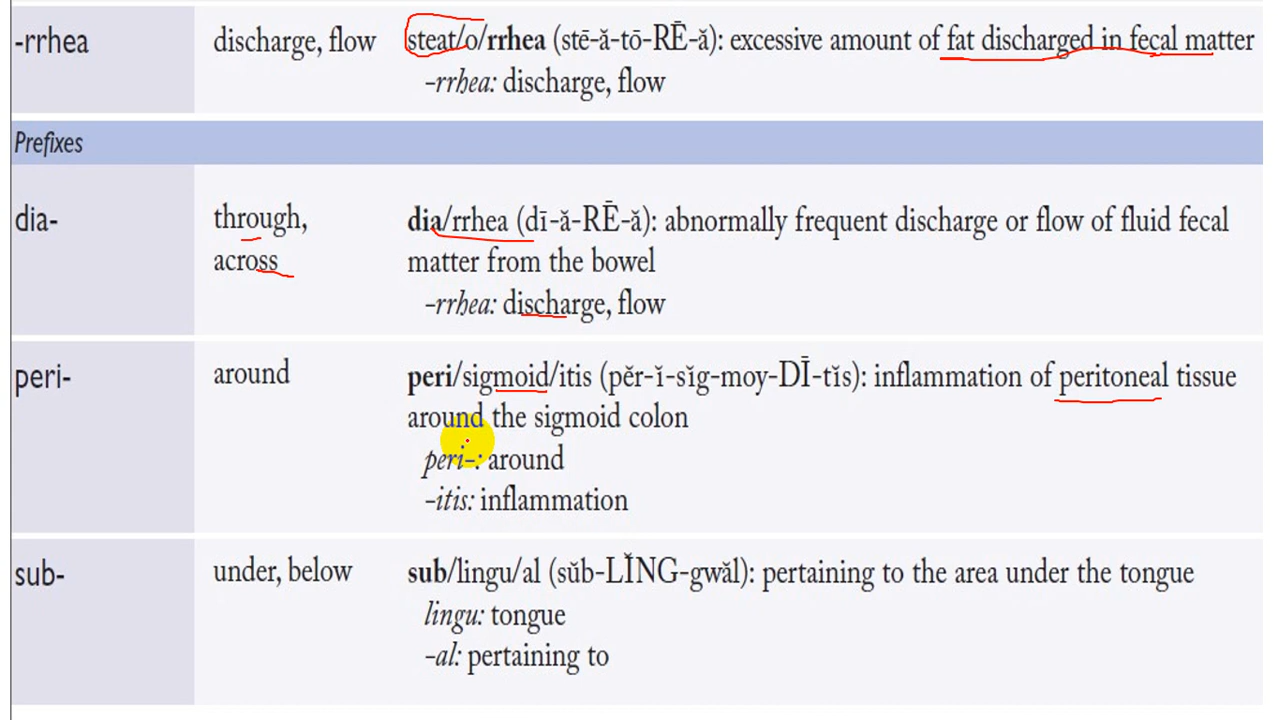 -rrhea discharge, flow steat/o/rrhea (stē-ă-tō-RĒ-ă): excessive amount of fat discharged in fecal matter
-rrhea: discharge, flow
Prefixes
dia- through, dia/rrhea (dī-ă-RĒ-ă): abnormally frequent discharge or flow of fluid fecal
across matter from the bowel
-rrhea: discharge, flow
peri- around peri/sigmoid/itis (pĕr-ĭ-sĭg-moy-DĪ-tĭs): inflammation of peritoneal tissue
around the sigmoid colon
peri-: around
-itis: inflammation
sub- under, below sub/lingu/al (sŭb-LĬNG-gwăl): pertaining to the area under the tongue
lingu: tongue
-al: pertaining to